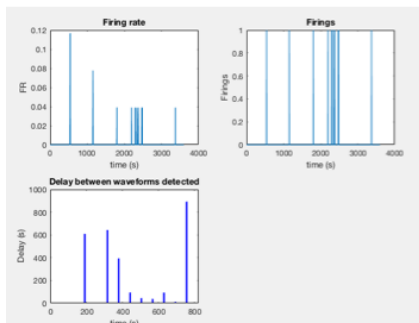 Firing rate
0.12
0.1
0.08
0.06
0.04
0.02
0
FR
0 1000 2000 3000 4000
time (s)
Firings
1
0.8
0.6
0.4
0.2
0
Firings
0 1000 2000 3000 4000
time (s)
Delay between waveforms detected
1000
800
600
400
200
0
Delay (s)
0 200 400 600 800
time (s)